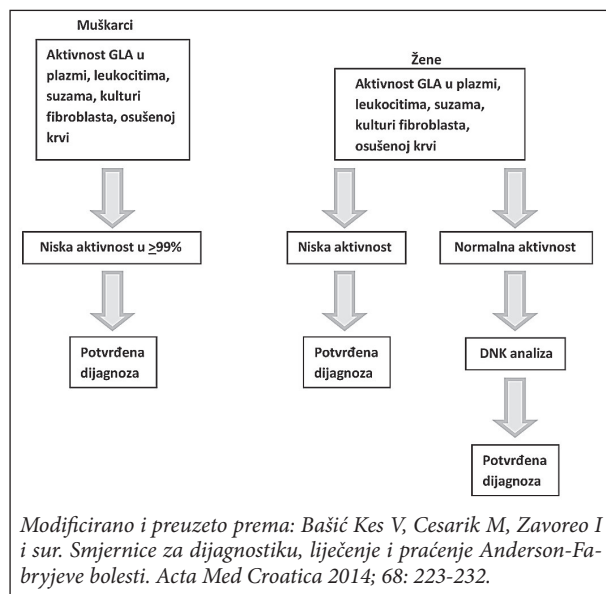 Muškarci
Aktivnost GLA u
plazmi, leukocitima,
suzama, kulturi
fibroblasta, osušenoj
krvi
Niska aktivnost u ≥99%
Potvrđena
dijagnoza
Žene
Aktivnost GLA u plazmi,
leukocitima, suzama,
kulturi fibroblasta,
osušenoj krvi
Niska aktivnost
Normalna aktivnost
Potvrđena
dijagnoza
DNK analiza
Potvrđena
dijagnoza
Modificirano i preuzeto prema: Bašić Kes V, Cesarik M, Zavoreo I
i sur. Smjernice za dijagnostiku, liječenje i praćenje Anderson-Fa-
bryjeve bolesti. Acta Med Croatica 2014; 68: 223-232.